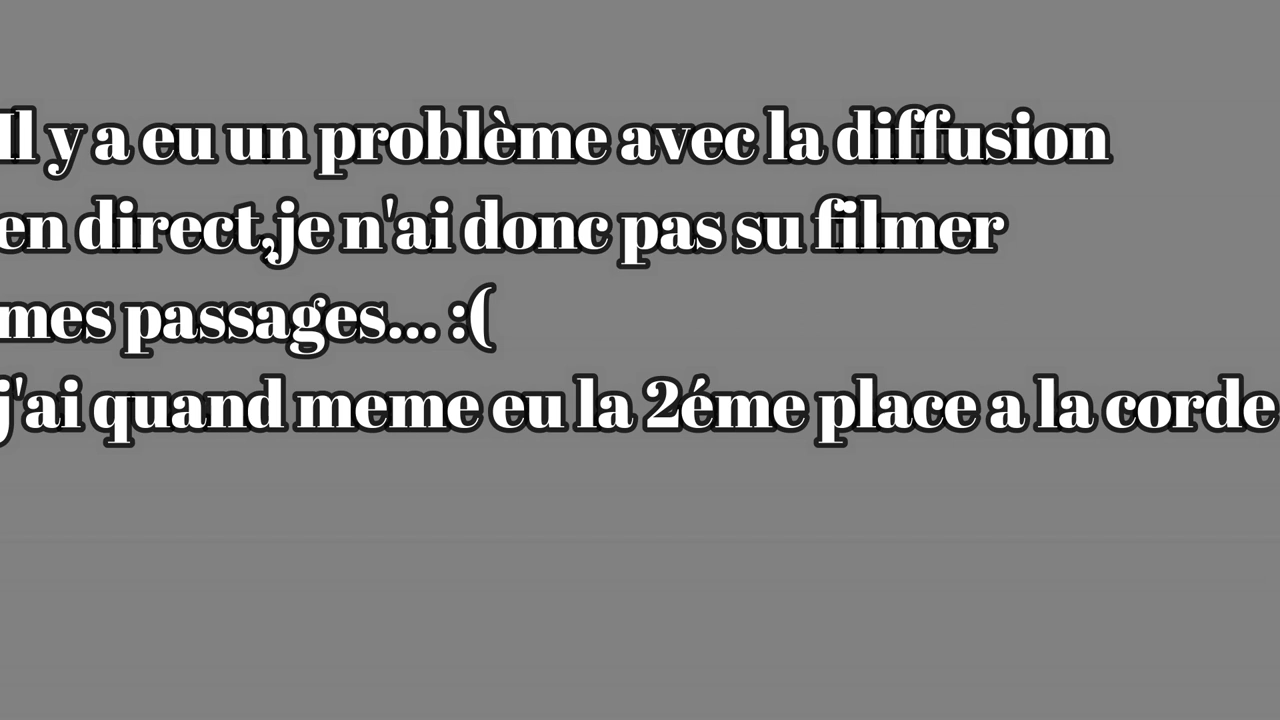 Il y a eu un problème avec la diffusion
en direct,je n'ai donc pas su filmer
mes passages... :(
j'ai quand meme eu la 2éme place a la corde